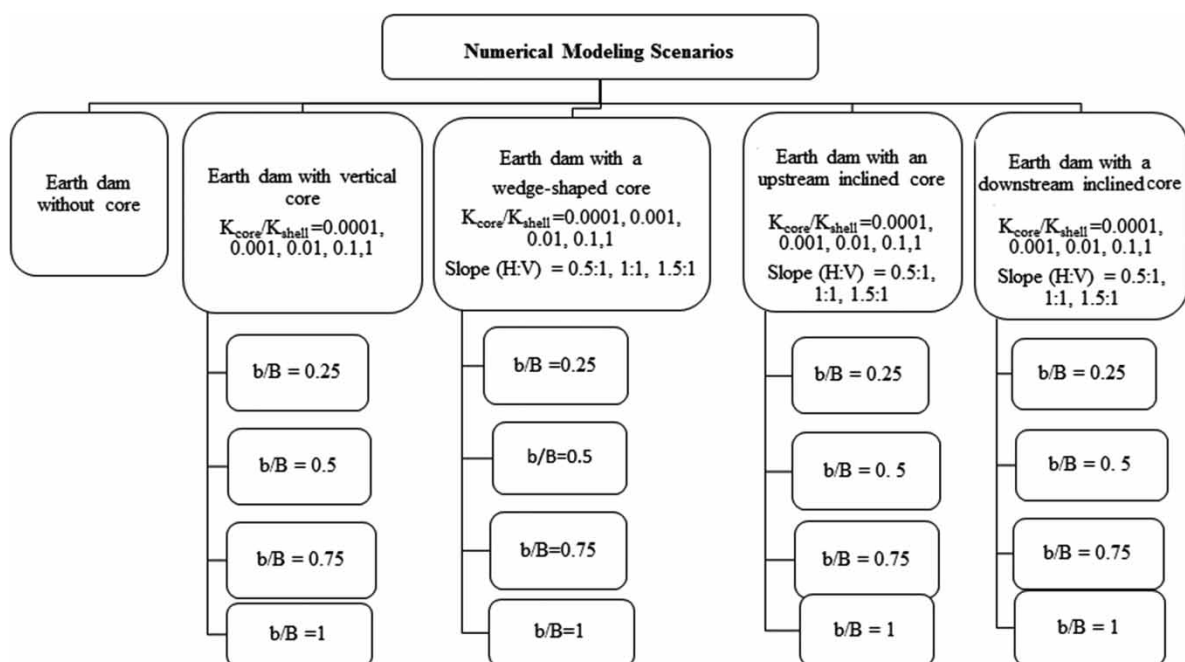 Numerical Modeling Scenarios
Earth dam
without core
Earth dam with vertical
core
Kcore/Kshell=0.0001,
0.001, 0.01, 0.1,1
Earth dam with a
wedge-shaped core
Kcore/Kshell=0.0001, 0.001,
0.01, 0.1,1
Slope (H:V) = 0.5:1, 1:1, 1.5:1
Earth dam with an
upstream inclined core
Kcore/Kshell=0.0001,
0.001, 0.01, 0.1,1
Slope (H:V) = 0.5:1,
1:1, 1.5:1
Earth dam with a
downstream inclined core
Kcore/Kshell=0.0001,
0.001, 0.01, 0.1,1
Slope (H:V) = 0.5:1,
1:1, 1.5:1
b/B = 0.25
b/B = 0.5
b/B = 0.75
b/B =1
b/B =0.25
b/B=0.5
b/B=0.75
b/B=1
b/B = 0.25
b/B = 0. 5
b/B = 0.75
b/B = 1
b/B = 0.25
b/B = 0. 5
b/B = 0.75
b/B = 1